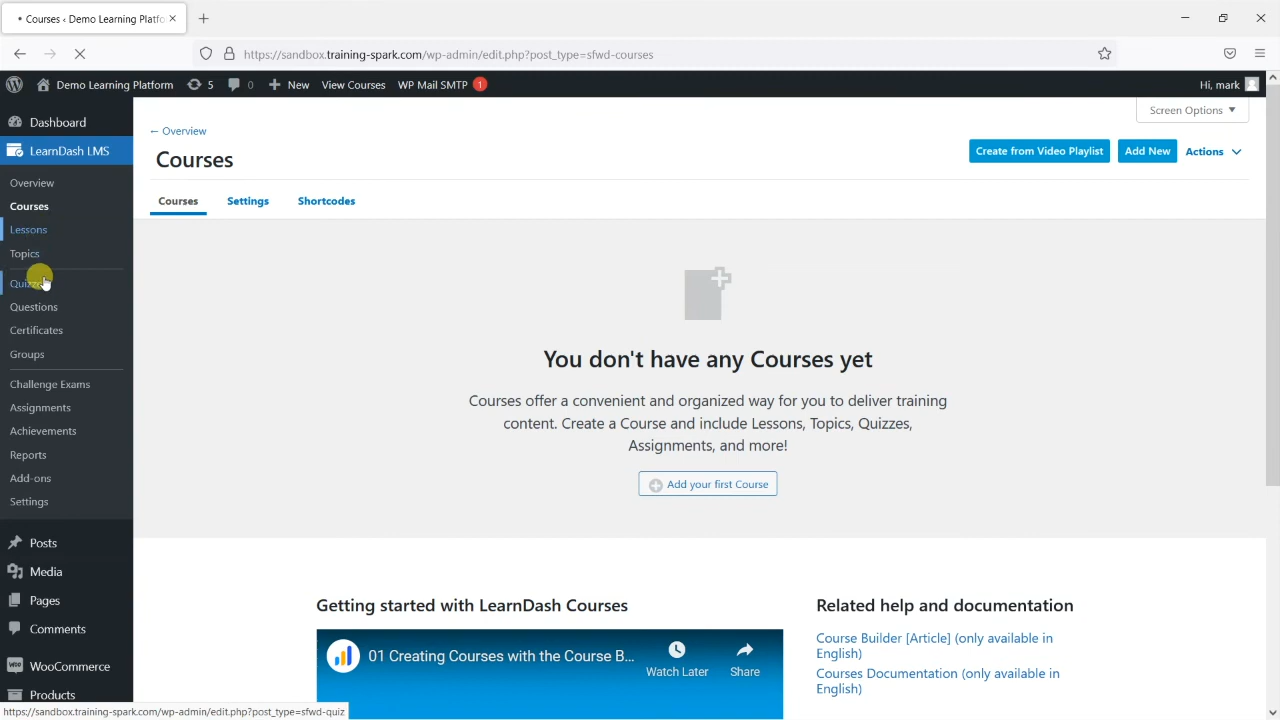 Courses ‹ Demo Learning Platfo
https://sandbox.training-spark.com/wp-admin/edit.php?post_type=sfwd-courses
Demo Learning Platform 5 0 New View Courses WP Mail SMTP 1 Hi, mark
Screen Options
Dashboard
LearnDash LMS
Overview
Courses
Lessons
Topics
Questions
Certificates
Groups
Challenge Exams
Assignments
Achievements
Reports
Add-ons
Settings
Posts
Media
Pages
Comments
WooCommerce
Products
← Overview
Courses
Create from Video Playlist Add New Actions
Courses Settings Shortcodes
You don't have any Courses yet
Courses offer a convenient and organized way for you to deliver training
content. Create a Course and include Lessons, Topics, Quizzes,
Assignments, and more!
Add your first Course
Getting started with LearnDash Courses
01 Creating Courses with the Course B...
Watch Later Share
Related help and documentation
Course Builder [Article] (only available in
English)
Courses Documentation (only available in
English)
https://sandbox.training-spark.com/wp-admin/edit.php?post_type=sfwd-quiz